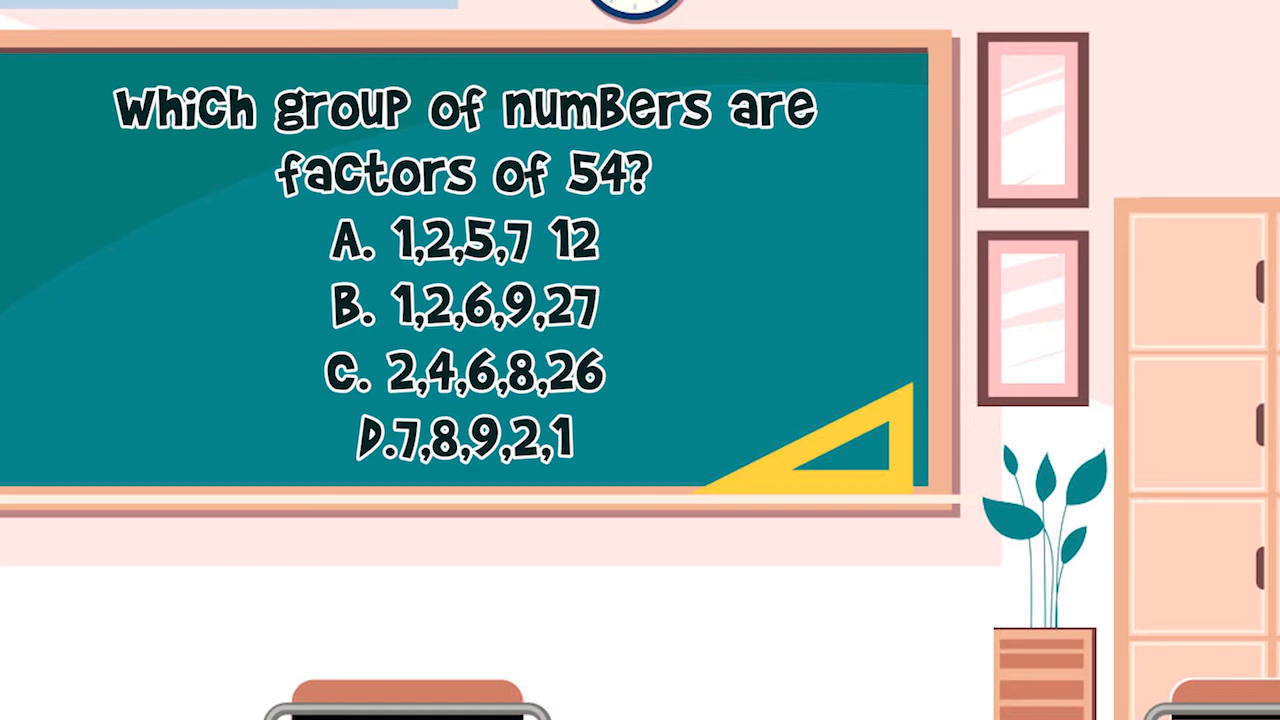 Which group of numbers are
factors of 54?
A. 1,2,5,7 12
B. 1,2,6,9,27
C. 2,4,6,8,26
D.7,8,9,2,1